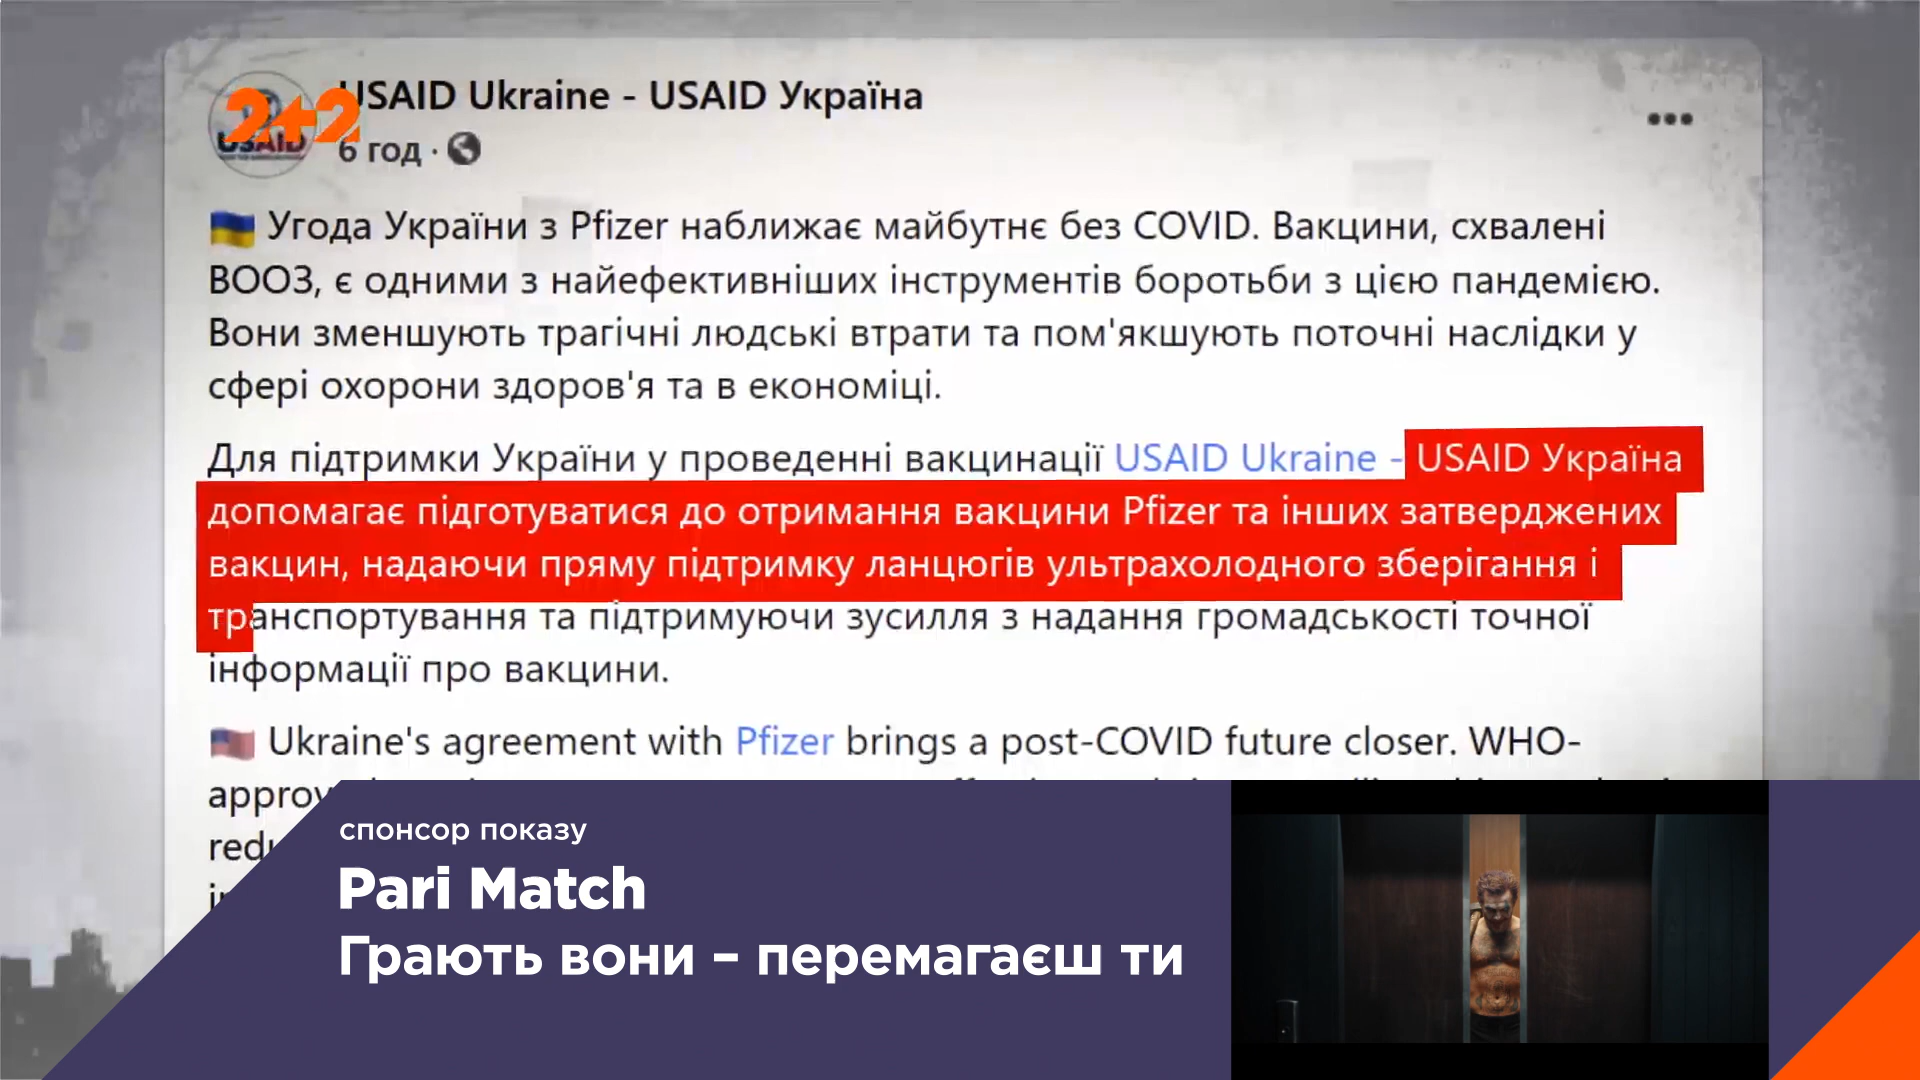 USAID Ukraine - USAID Україна
2+2
USAID
6 год ·
Угода України з Pfizer наближає майбутнє без COVID. Вакцини, схвалені
ВООЗ, є одними з найефективніших інструментів боротьби з цією пандемією.
Вони зменшують трагічні людські втрати та пом'якшують поточні наслідки у
сфері охорони здоров'я та в економіці.
Для підтримки України у проведенні вакцинації USAID Ukraine - USAID Україна
допомагає підготуватися до отримання вакцини Pfizer та інших затверджених
вакцин, надаючи пряму підтримку ланцюгів ультрахолодного зберігання і
транспортування та підтримуючи зусилля з надання громадськості точної
інформації про вакцини.
Ukraine's agreement with Pfizer brings a post-COVID future closer. WHO-
спонсор показу
Pari Match
Грають вони – перемагаєш ти